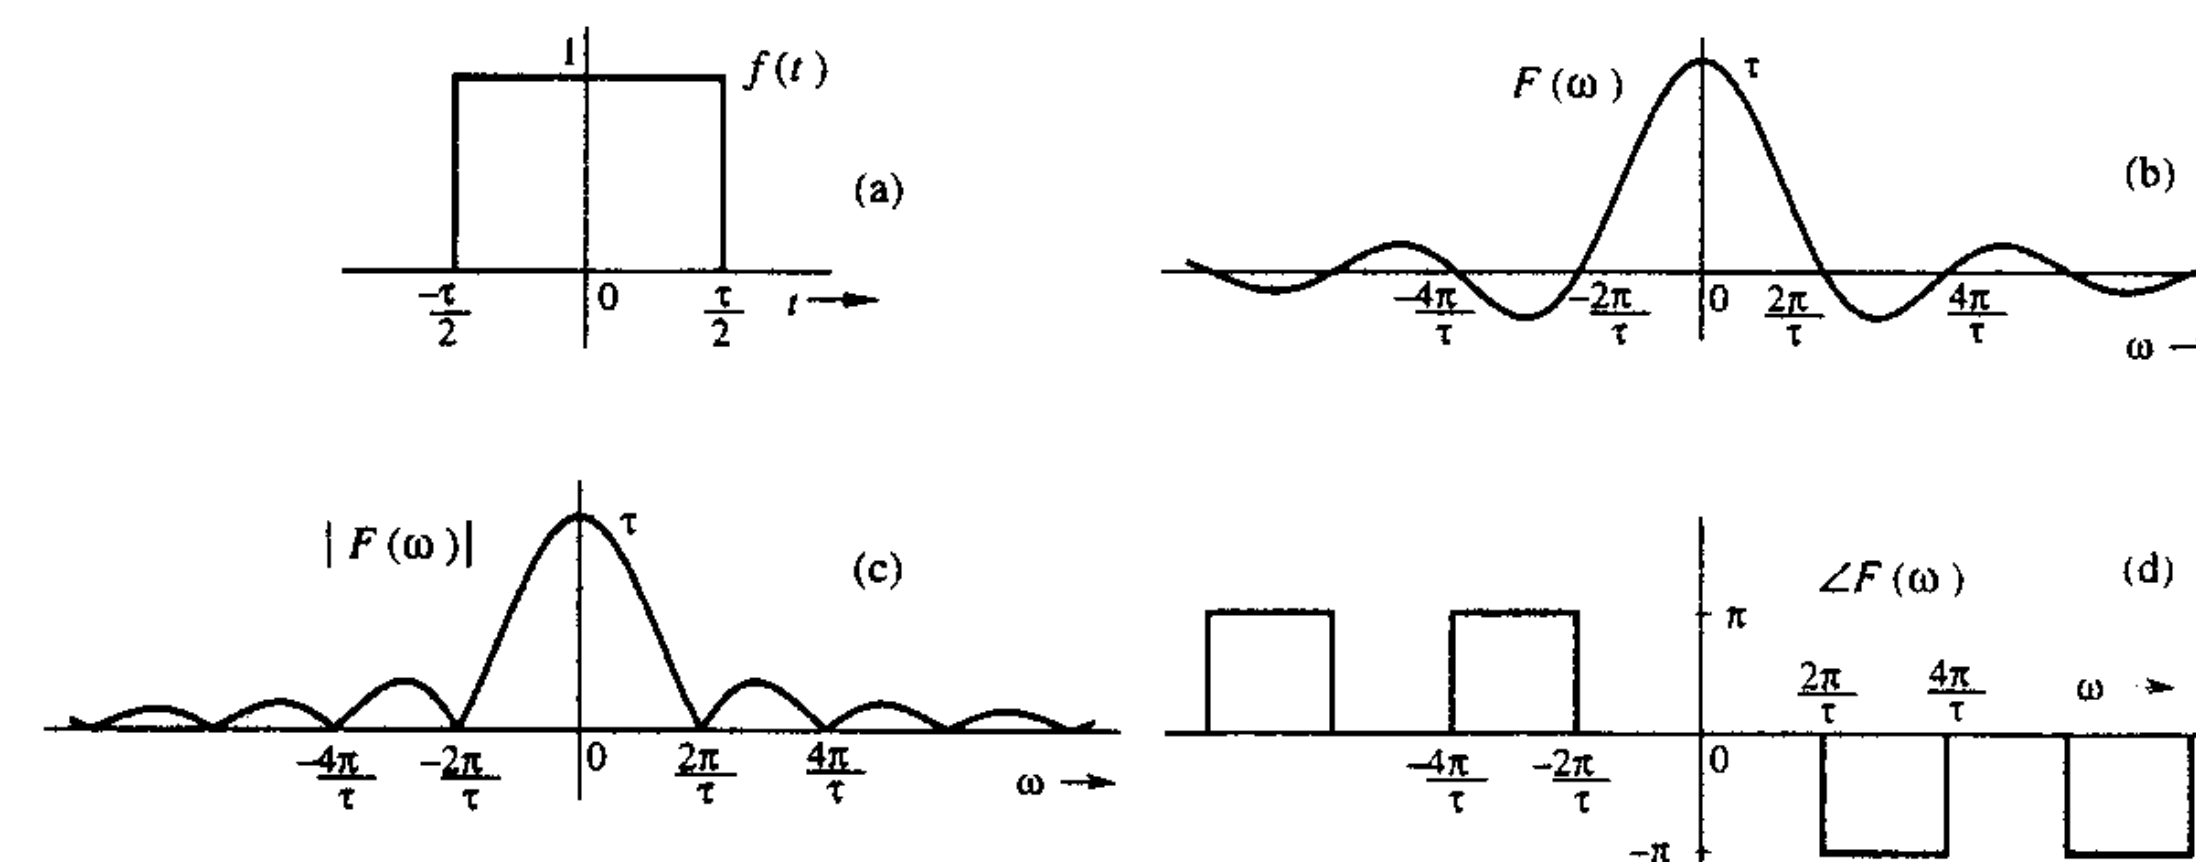 1
f(t)
(a)
−τ/2
0
τ/2
t
F(ω)
τ
(b)
−4π/τ
−2π/τ
0
2π/τ
4π/τ
ω
|F(ω)|
τ
(c)
−4π/τ
−2π/τ
0
2π/τ
4π/τ
ω
∠F(ω)
(d)
π
2π/τ
4π/τ
ω
−4π/τ
−2π/τ
0
−π